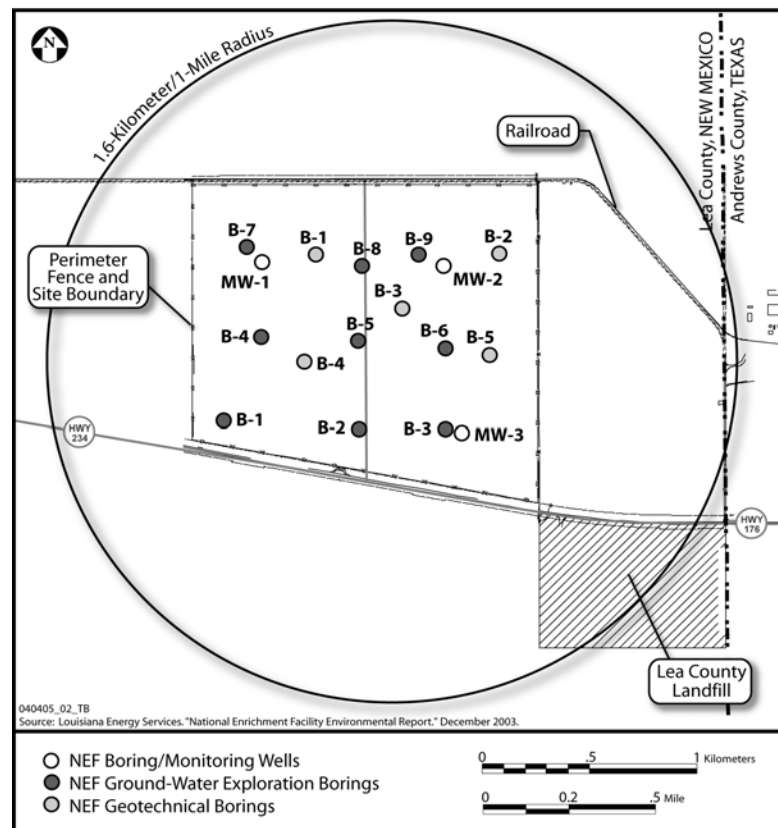 N
1.6-Kilometer/1-Mile Radius
Lea County, NEW MEXICO
Andrews County, TEXAS
Railroad
B-7
B-1
B-8
B-9
B-2
MW-1
MW-2
Perimeter
Fence and
Site Boundary
B-3
B-4
B-5
B-6
B-4
B-5
B-1
B-2
B-3
MW-3
HWY
234
HWY
176
Lea County
Landfill
040405_02_TB
Source: Louisiana Energy Services. "National Enrichment Facility Environmental Report." December 2003.
NEF Boring/Monitoring Wells
NEF Ground-Water Exploration Borings
NEF Geotechnical Borings
0 .5 1 Kilometers
0 0.2 .5 Mile